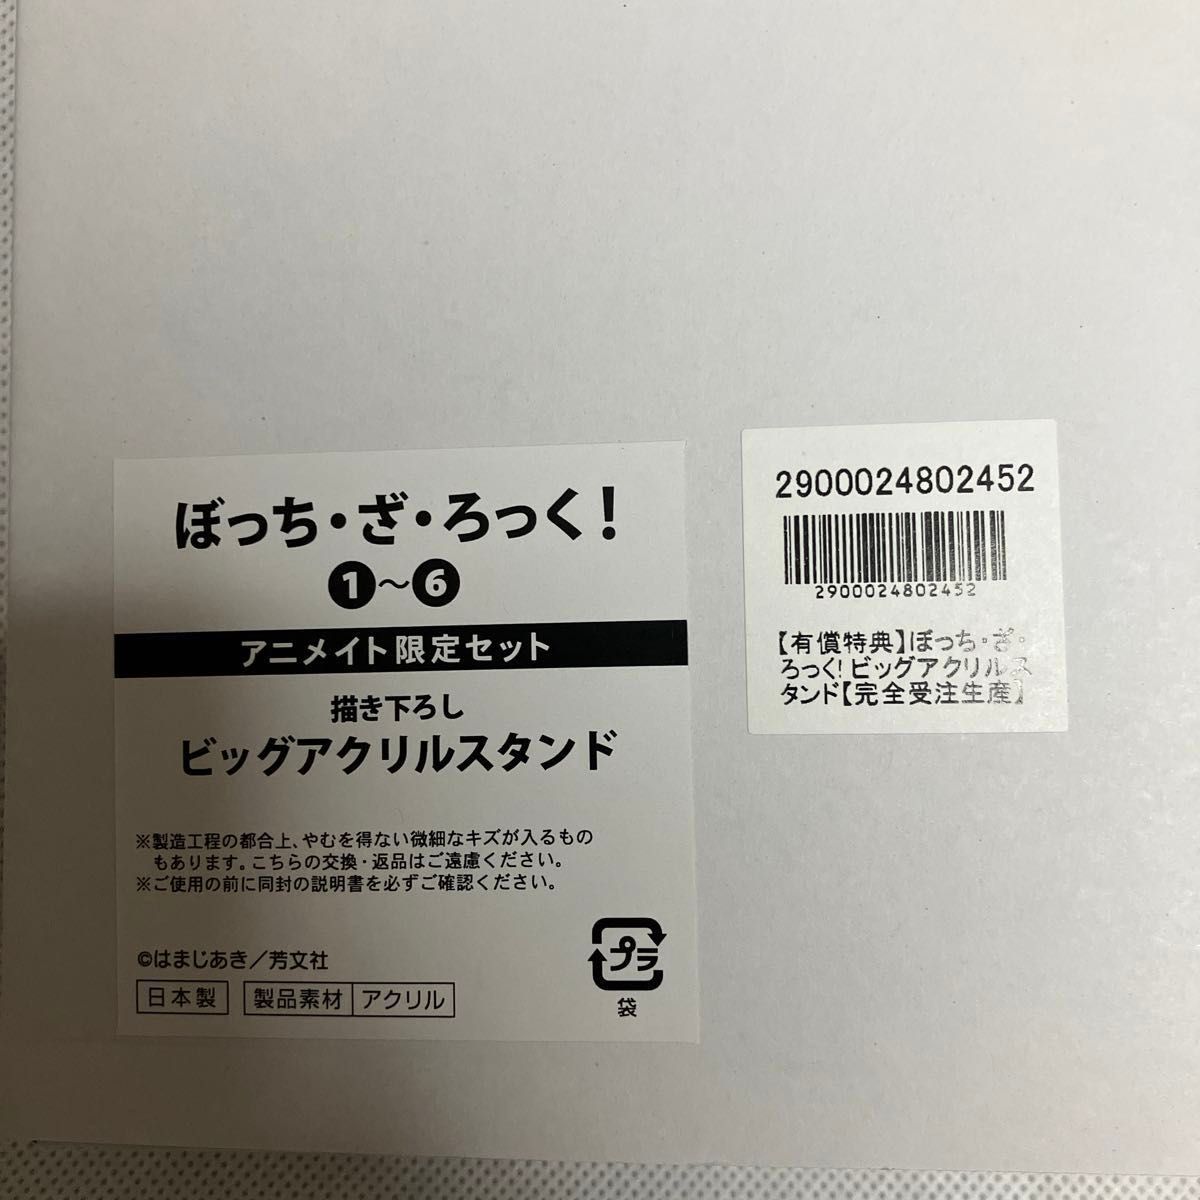 ぼっち・ざ・ろっく!
❶〜❻
アニメイト限定セット
描き下ろし
ビッグアクリルスタンド
※製造工程の都合上、やむを得ない微細なキズが入るもの
もあります。こちらの交換・返品はご遠慮ください。
※ご使用の前に同封の説明書を必ずご確認ください。
©はまじあき/芳文社
日本製 製品素材 アクリル
プラ
袋
2900024802452
2900024802452
【有償特典】ぼっち・ざ・
ろっく! ビッグアクリルス
タンド【完全受注生産】